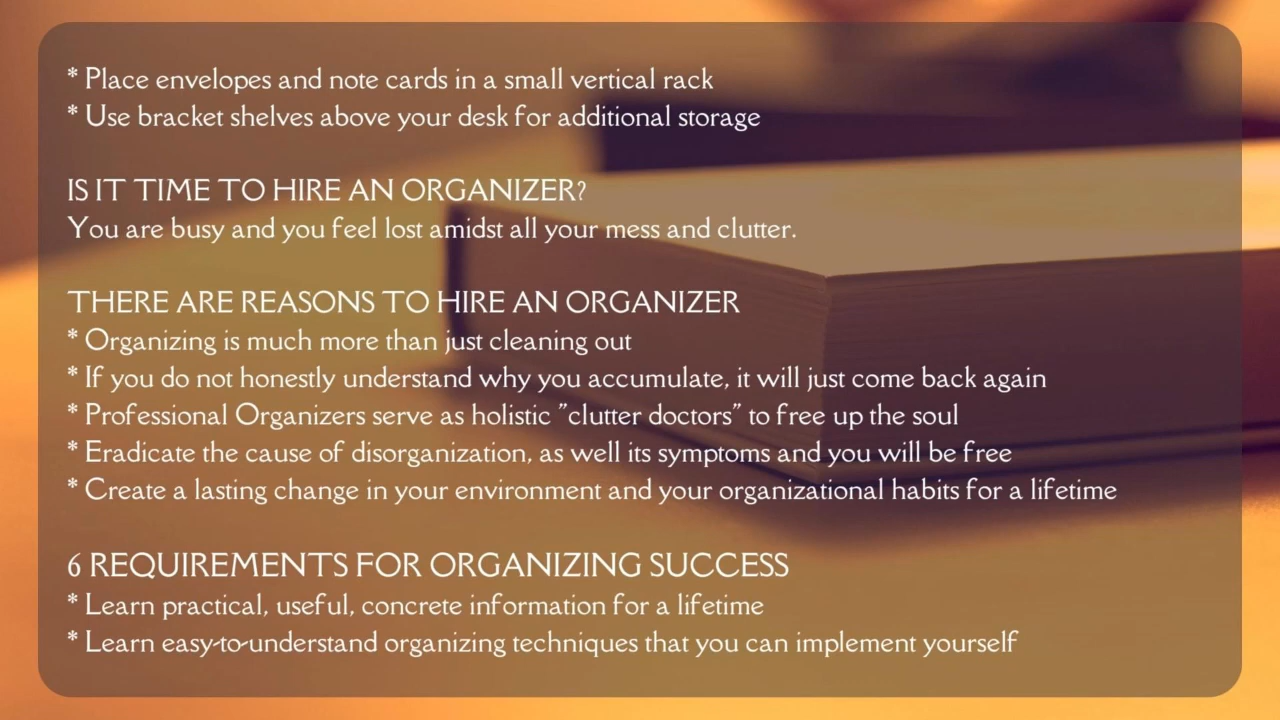 * Place envelopes and note cards in a small vertical rack
* Use bracket shelves above your desk for additional storage
IS IT TIME TO HIRE AN ORGANIZER?
You are busy and you feel lost amidst all your mess and clutter.
THERE ARE REASONS TO HIRE AN ORGANIZER
* Organizing is much more than just cleaning out
* If you do not honestly understand why you accumulate, it will just come back again
* Professional Organizers serve as holistic "clutter doctors" to free up the soul
* Eradicate the cause of disorganization, as well its symptoms and you will be free
* Create a lasting change in your environment and your organizational habits for a lifetime
6 REQUIREMENTS FOR ORGANIZING SUCCESS
* Learn practical, useful, concrete information for a lifetime
* Learn easy-to-understand organizing techniques that you can implement yourself